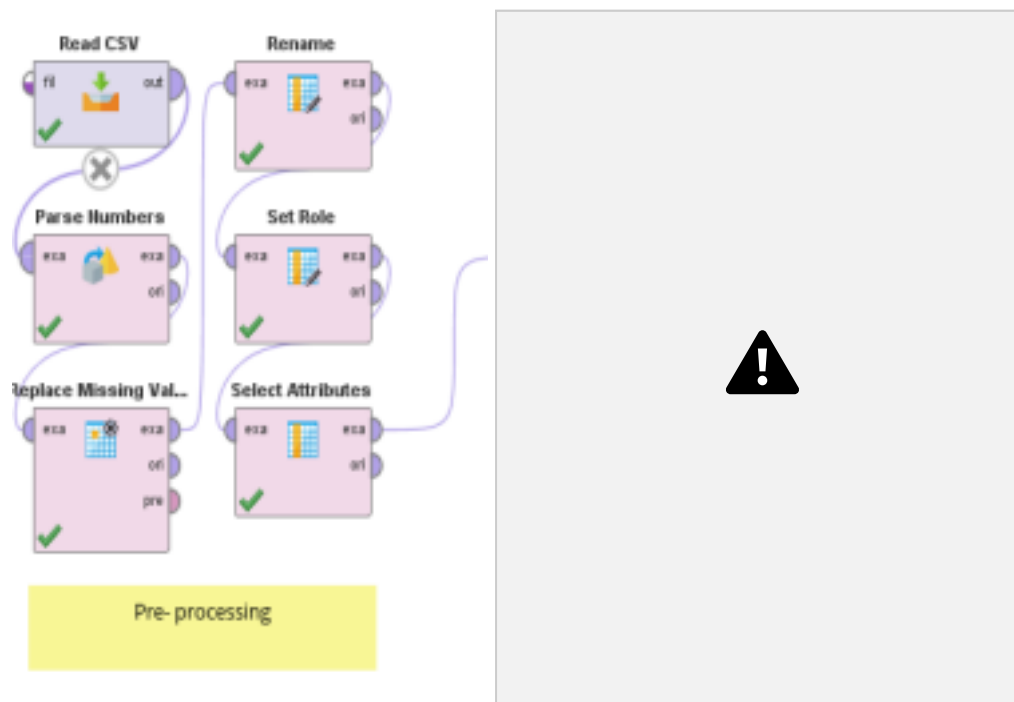 Read CSV
fil
out
Parse Numbers
exa
exa
ori
Replace Missing Val...
exa
exa
ori
pre
Rename
exa
exa
ori
Set Role
exa
exa
ori
Select Attributes
exa
exa
ori
Pre- processing